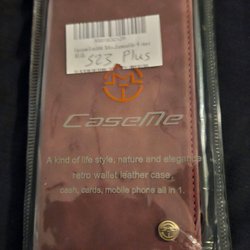 S23 Plus
CaseMe
A kind of life style, nature and elegance
retro wallet leather case,
cash, cards, mobile phone all in 1.